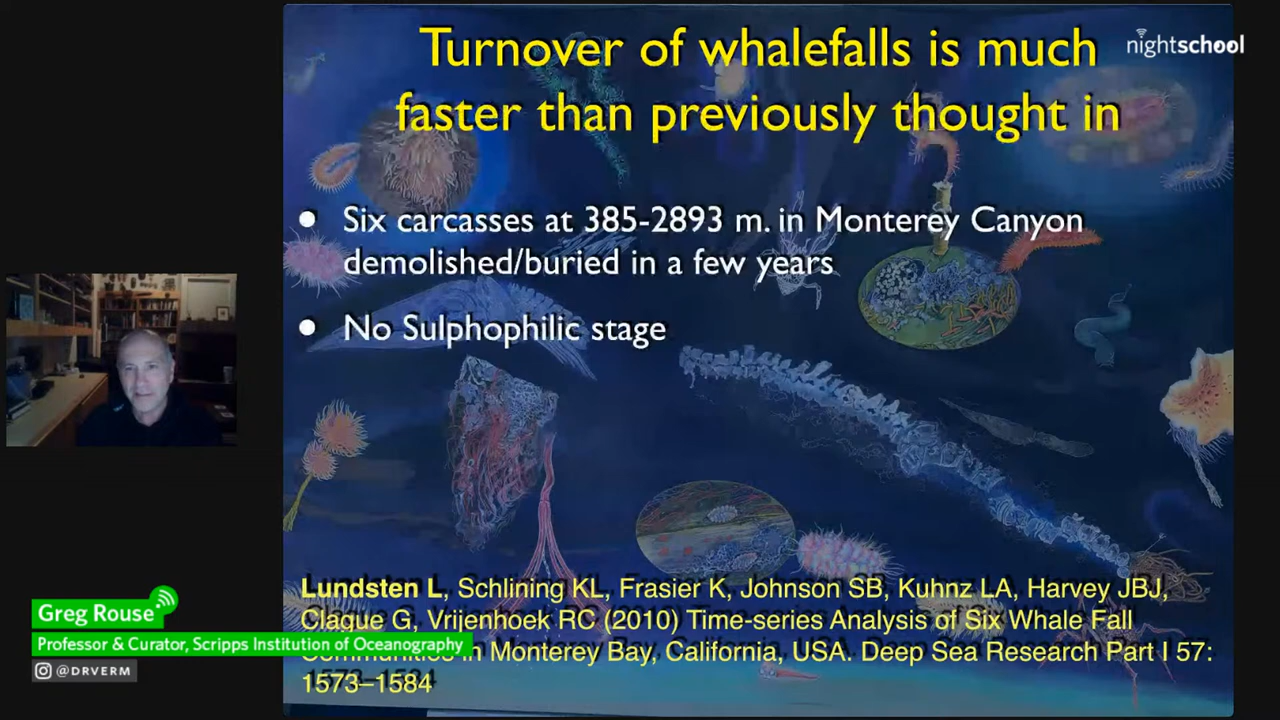 Turnover of whalefalls is much
faster than previously thought in
nightschool
• Six carcasses at 385-2893 m. in Monterey Canyon
demolished/buried in a few years
• No Sulphophilic stage
Lundsten L, Schlining KL, Frasier K, Johnson SB, Kuhnz LA, Harvey JBJ,
Clague G, Vrijenhoek RC (2010) Time-series Analysis of Six Whale Fall
in Monterey Bay, California, USA. Deep Sea Research Part I 57:
1573–1584
Greg Rouse
Professor & Curator, Scripps Institution of Oceanography
@DRVERM